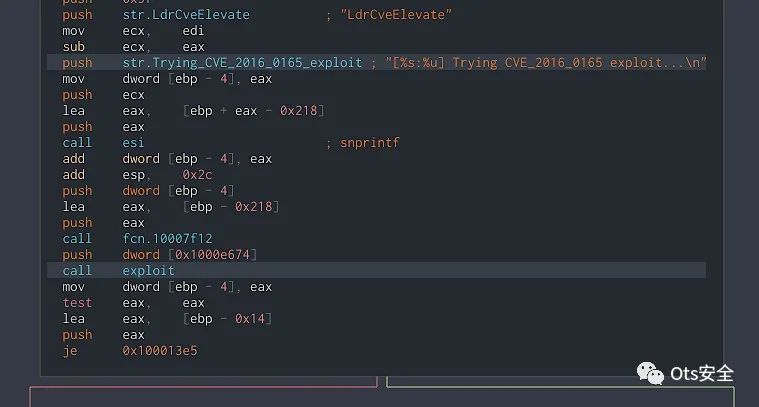 push str.LdrCveElevate ; "LdrCveElevate"
mov ecx, edi
sub ecx, eax
push str.Trying_CVE_2016_0165_exploit ; "[%s:%u] Trying CVE_2016_0165 exploit...\n"
mov dword [ebp - 4], eax
push ecx
lea eax, [ebp + eax - 0x218]
push eax
call esi ; snprintf
add dword [ebp - 4], eax
add esp, 0x2c
push dword [ebp - 4]
lea eax, [ebp - 0x218]
push eax
call fcn.10007f12
push dword [0x1000e674]
call exploit
mov dword [ebp - 4], eax
test eax, eax
lea eax, [ebp - 0x14]
push eax
je 0x100013e5
Ots安全